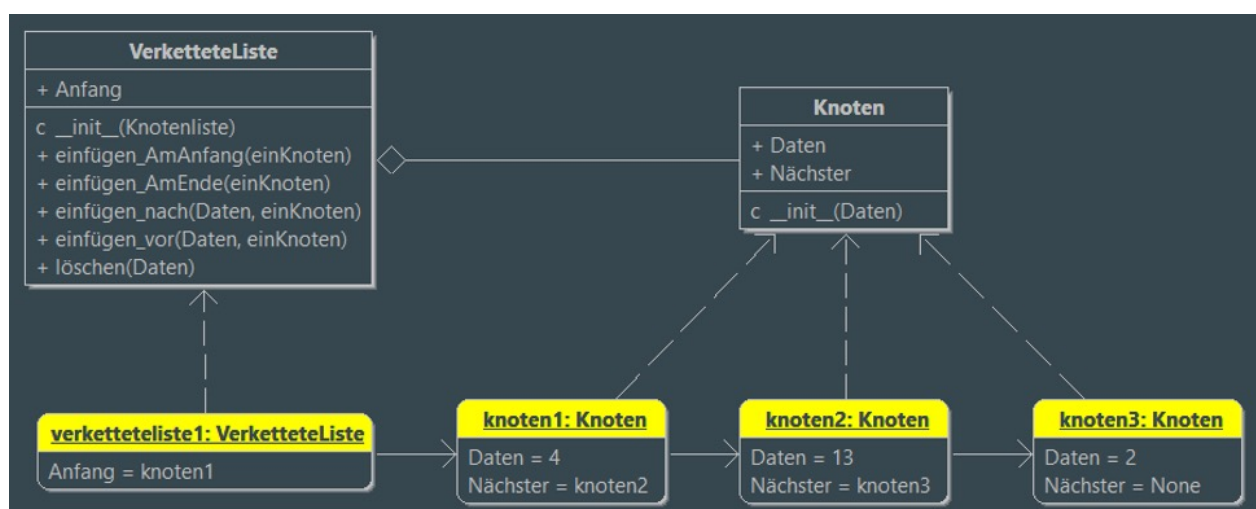 VerketteteListe
+ Anfang
c __init__(Knotenliste)
+ einfügen_AmAnfang(einKnoten)
+ einfügen_AmEnde(einKnoten)
+ einfügen_nach(Daten, einKnoten)
+ einfügen_vor(Daten, einKnoten)
+ löschen(Daten)
Knoten
+ Daten
+ Nächster
c __init__(Daten)
verketteteliste1: VerketteteListe
Anfang = knoten1
knoten1: Knoten
Daten = 4
Nächster = knoten2
knoten2: Knoten
Daten = 13
Nächster = knoten3
knoten3: Knoten
Daten = 2
Nächster = None